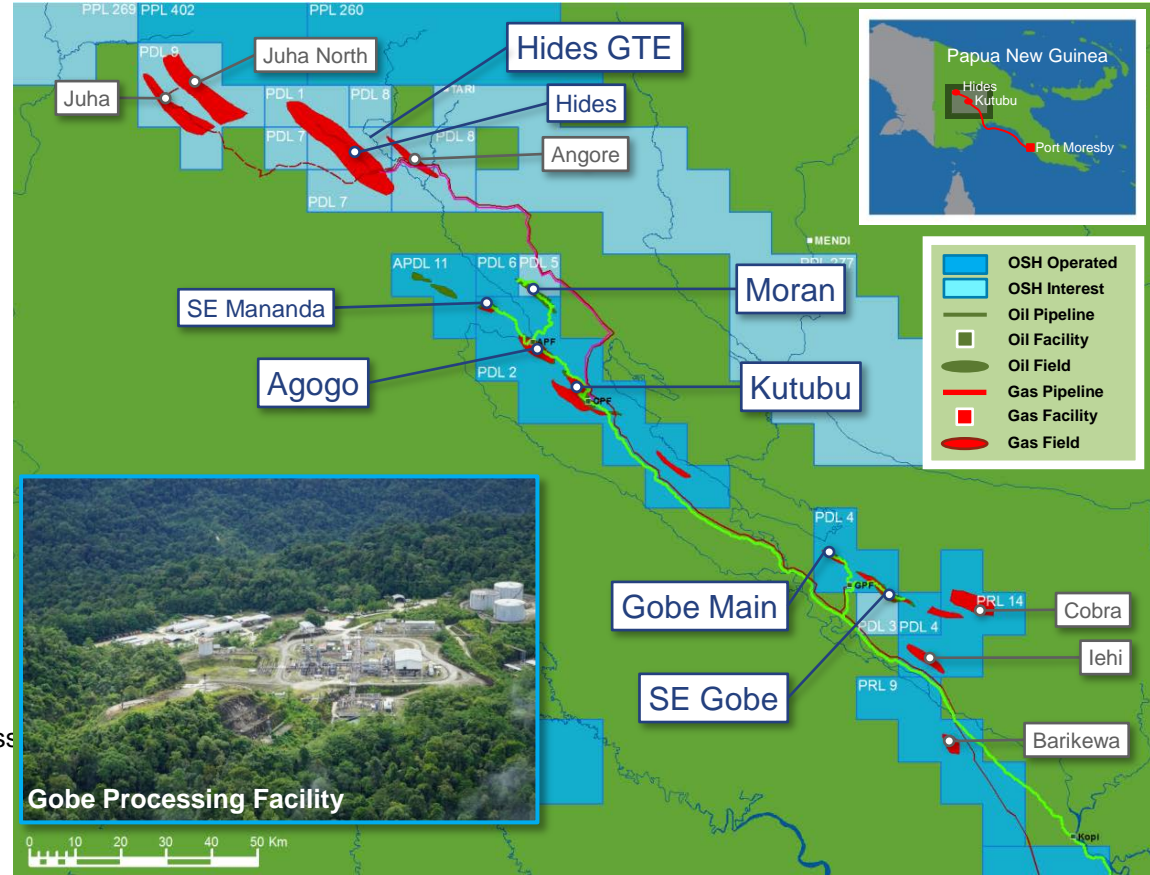 PPL 269
PPL 402
PPL 260
PDL 9
Juha North
Juha
Hides GTE
PDL 1
PDL 8
TARI
Hides
PDL 7
PDL 8
Angore
PDL 7
Papua New Guinea
Hides
Kutubu
Port Moresby
MENDI
PPL 277
OSH Operated
OSH Interest
Oil Pipeline
Oil Facility
Oil Field
Gas Pipeline
Gas Facility
Gas Field
APDL 11
PDL 6
PDL 5
SE Mananda
Moran
APF
Agogo
PDL 2
Kutubu
CPF
PDL 4
Gobe Main
GPF
PRL 14
Cobra
PDL 3
PDL 4
Iehi
SE Gobe
PRL 9
Barikewa
Kopi
Gobe Processing Facility
0 10 20 30 40 50 Km